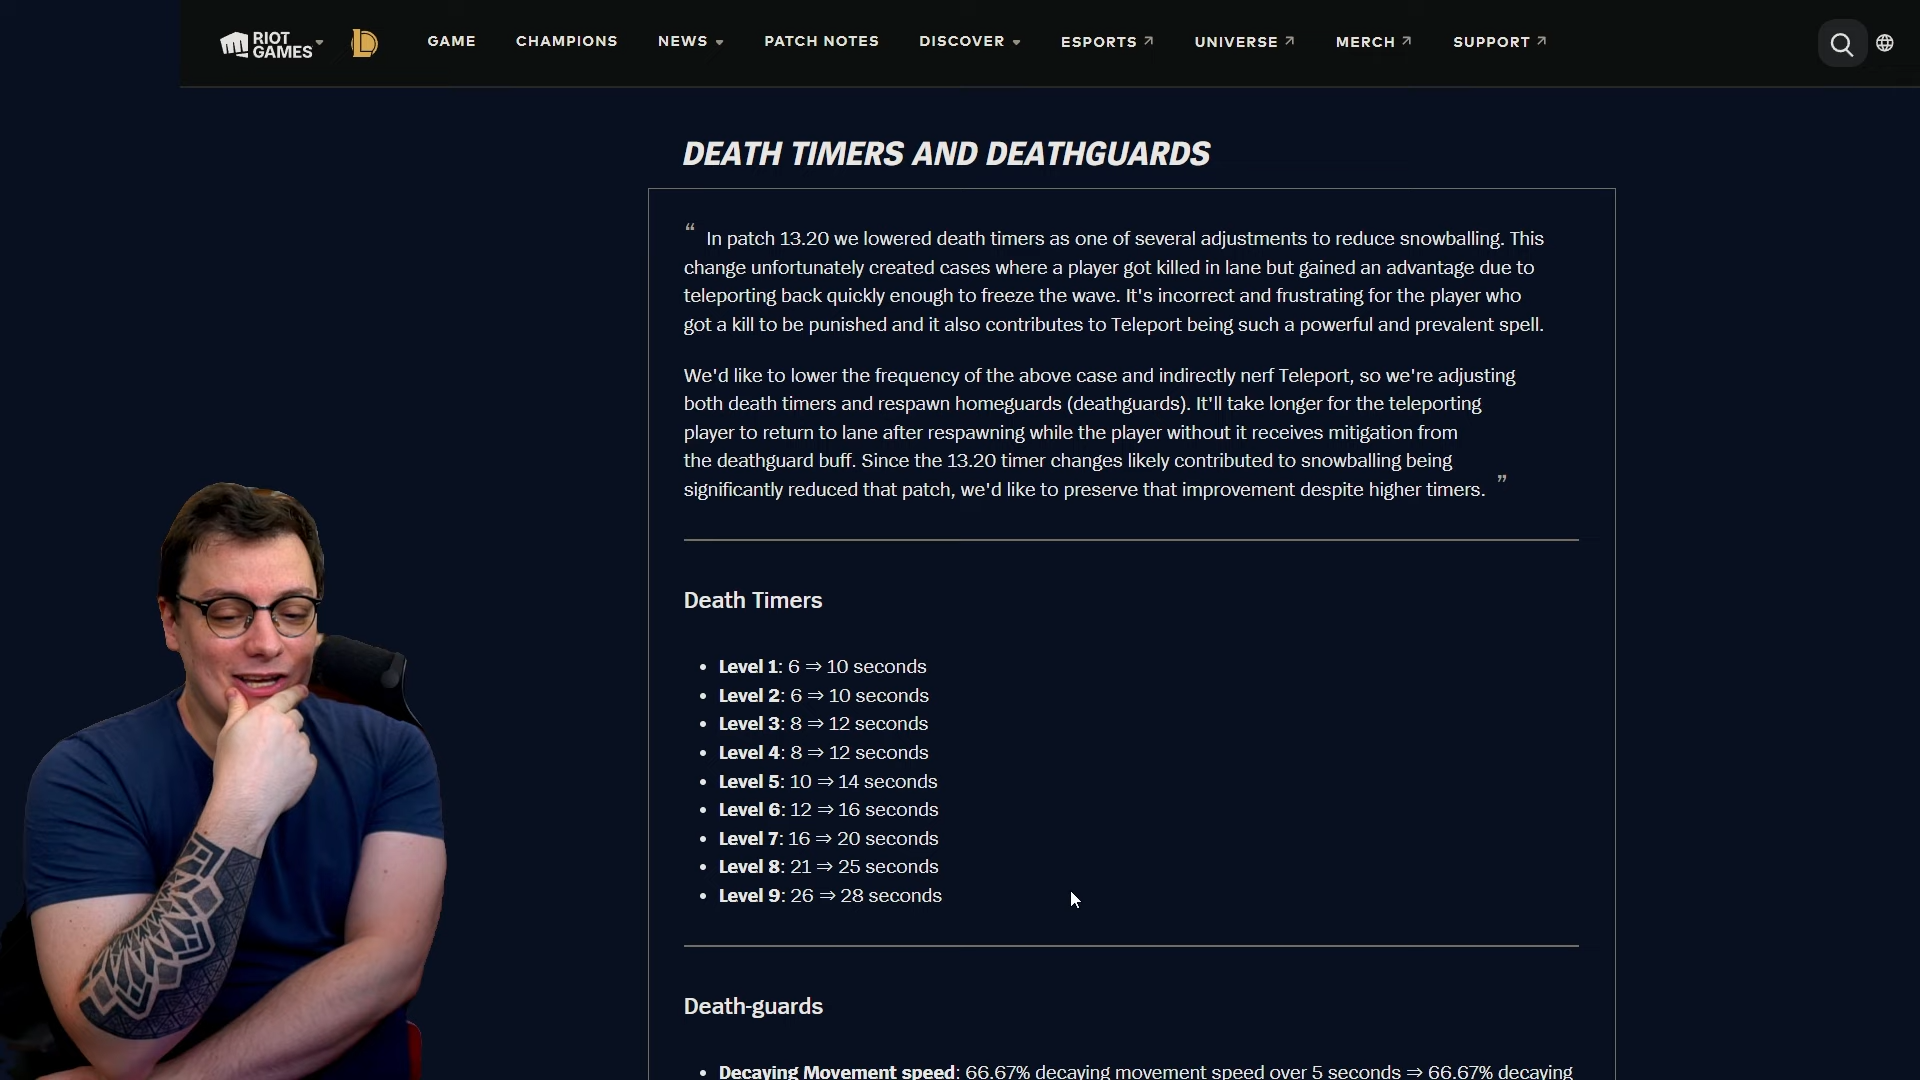 RIOT GAMES
GAME CHAMPIONS NEWS PATCH NOTES DISCOVER ESPORTS UNIVERSE MERCH SUPPORT
DEATH TIMERS AND DEATHGUARDS
“ In patch 13.20 we lowered death timers as one of several adjustments to reduce snowballing. This
change unfortunately created cases where a player got killed in lane but gained an advantage due to
teleporting back quickly enough to freeze the wave. It's incorrect and frustrating for the player who
got a kill to be punished and it also contributes to Teleport being such a powerful and prevalent spell.
We'd like to lower the frequency of the above case and indirectly nerf Teleport, so we're adjusting
both death timers and respawn homeguards (deathguards). It'll take longer for the teleporting
player to return to lane after respawning while the player without it receives mitigation from
the deathguard buff. Since the 13.20 timer changes likely contributed to snowballing being
significantly reduced that patch, we'd like to preserve that improvement despite higher timers. ”
Death Timers
• Level 1: 6 ⇒ 10 seconds
• Level 2: 6 ⇒ 10 seconds
• Level 3: 8 ⇒ 12 seconds
• Level 4: 8 ⇒ 12 seconds
• Level 5: 10 ⇒ 14 seconds
• Level 6: 12 ⇒ 16 seconds
• Level 7: 16 ⇒ 20 seconds
• Level 8: 21 ⇒ 25 seconds
• Level 9: 26 ⇒ 28 seconds
Death-guards
• Decaying Movement speed: 66.67% decaying movement speed over 5 seconds ⇒ 66.67% decaying